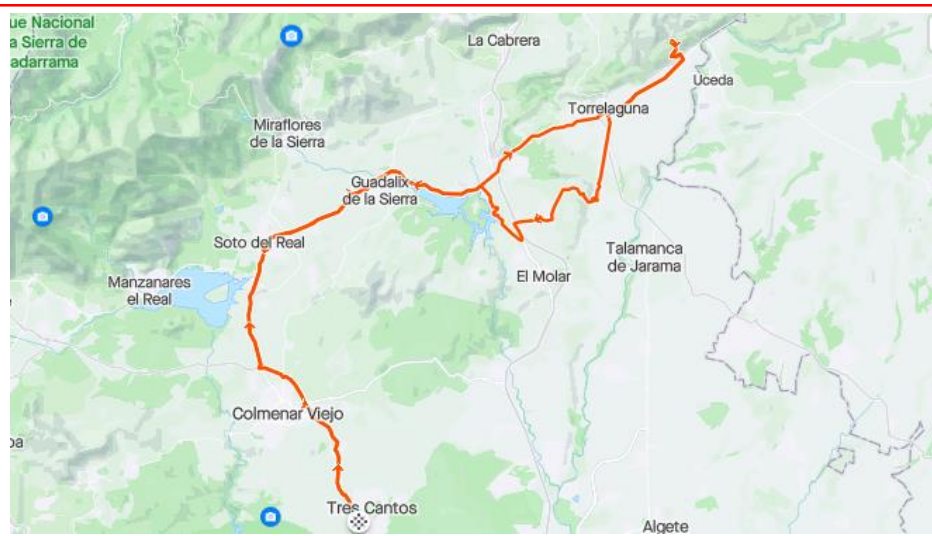 ue Nacional
a Sierra de
adarrama
La Cabrera
Uceda
Torrelaguna
Miraflores
de la Sierra
Guadalix
de la Sierra
Soto del Real
Talamanca
de Jarama
El Molar
Manzanares
el Real
Colmenar Viejo
oa
Tres Cantos
Algete